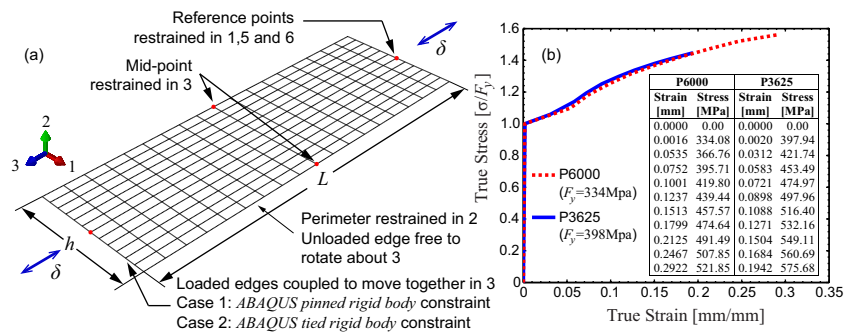 Reference points
restrained in 1,5 and 6
(a)
δ
Mid-point
restrained in 3
2
3
1
L
h
δ
Perimeter restrained in 2
Unloaded edge free to
rotate about 3
Loaded edges coupled to move together in 3
Case 1: ABAQUS pinned rigid body constraint
Case 2: ABAQUS tied rigid body constraint
(b)
True Stress [σ/Fy]
1.6
1.4
1.2
1.0
0.8
0.6
0.4
0.2
0
0 0.05 0.1 0.15 0.2 0.25 0.3 0.35
True Strain [mm/mm]
P6000
(Fy=334Mpa)
P3625
(Fy=398Mpa)
P6000 P3625
Strain Stress Strain Stress
[mm] [MPa] [mm] [MPa]
0.0000 0.00 0.0000 0.00
0.0016 334.08 0.0020 397.94
0.0535 366.76 0.0312 421.74
0.0752 395.71 0.0583 453.49
0.1001 419.80 0.0721 474.97
0.1237 439.44 0.0898 497.96
0.1513 457.57 0.1088 516.40
0.1799 474.64 0.1271 532.16
0.2125 491.49 0.1504 549.11
0.2467 507.85 0.1684 560.69
0.2922 521.85 0.1942 575.68